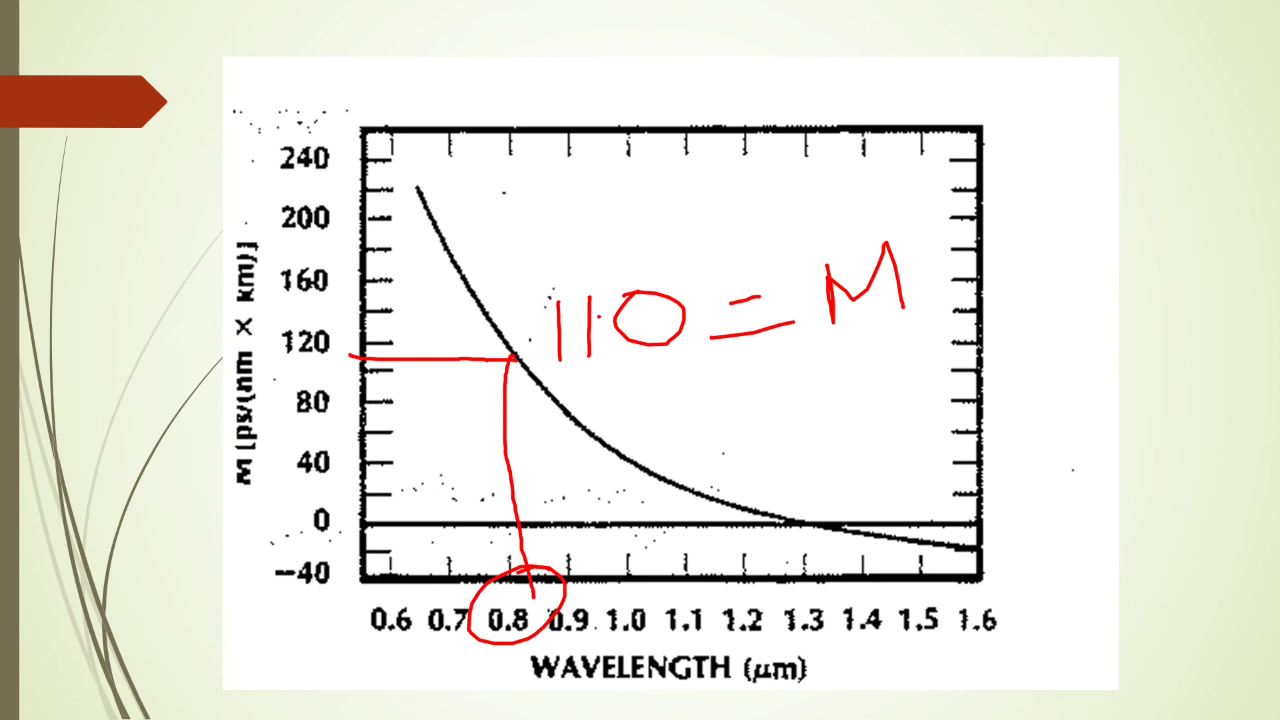 240
200
160
120
80
40
0
−40
M [ps/(nm × km)]
110 = M
0.6 0.7 0.8 0.9 1.0 1.1 1.2 1.3 1.4 1.5 1.6
WAVELENGTH (μm)